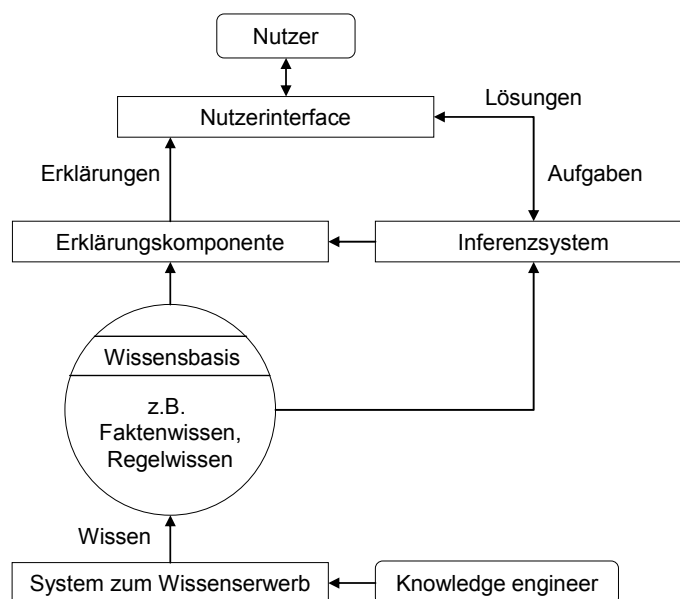 Nutzer
Lösungen
Nutzerinterface
Erklärungen
Aufgaben
Erklärungskomponente
Inferenzsystem
Wissensbasis
z.B.
Faktenwissen,
Regelwissen
Wissen
System zum Wissenserwerb
Knowledge engineer